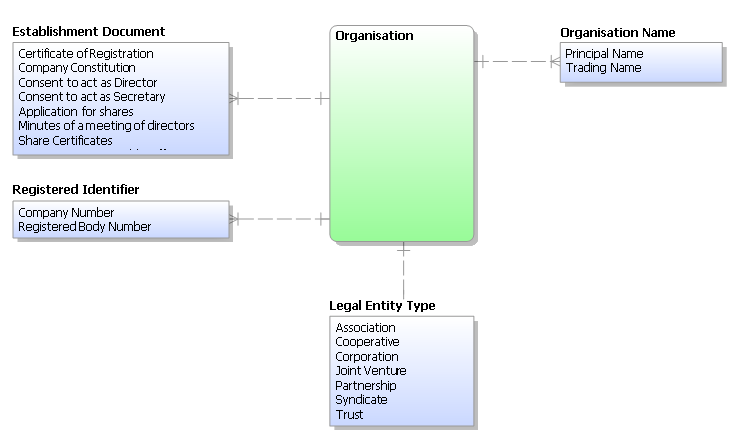 Establishment Document
Certificate of Registration
Company Constitution
Consent to act as Director
Consent to act as Secretary
Application for shares
Minutes of a meeting of directors
Share Certificates
Registered Identifier
Company Number
Registered Body Number
Organisation
Organisation Name
Principal Name
Trading Name
Legal Entity Type
Association
Cooperative
Corporation
Joint Venture
Partnership
Syndicate
Trust